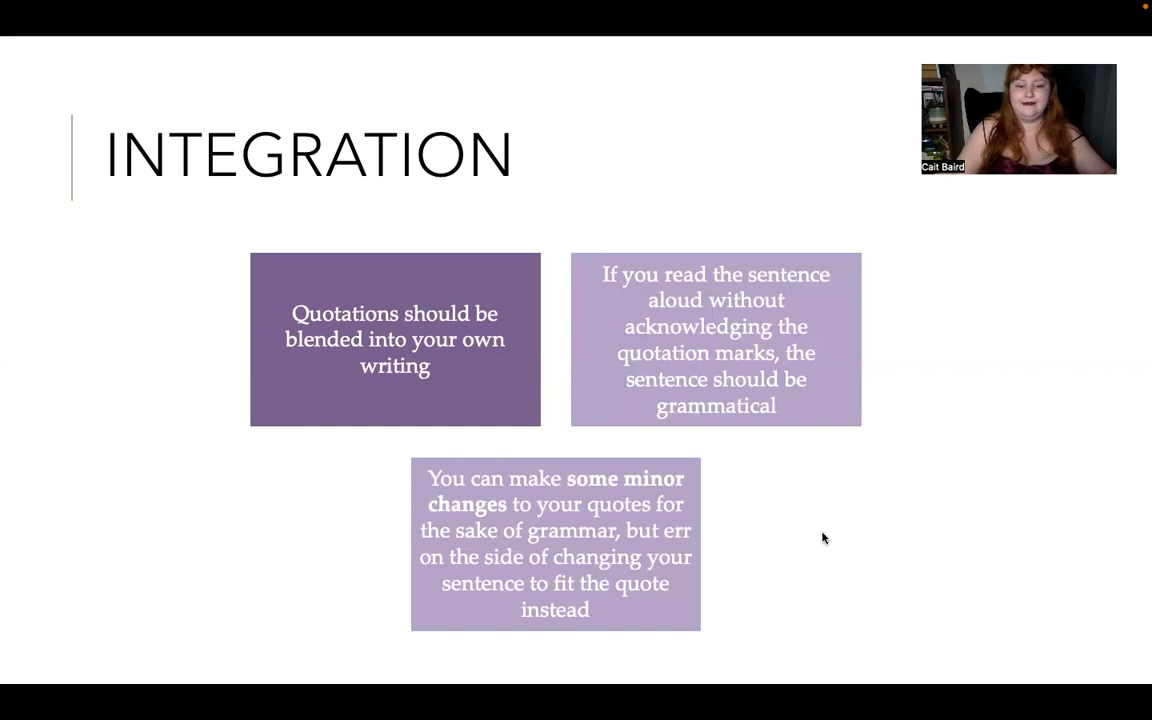 INTEGRATION
Cait Baird
Quotations should be
blended into your own
writing
If you read the sentence
aloud without
acknowledging the
quotation marks, the
sentence should be
grammatical
You can make some minor
changes to your quotes for
the sake of grammar, but err
on the side of changing your
sentence to fit the quote
instead